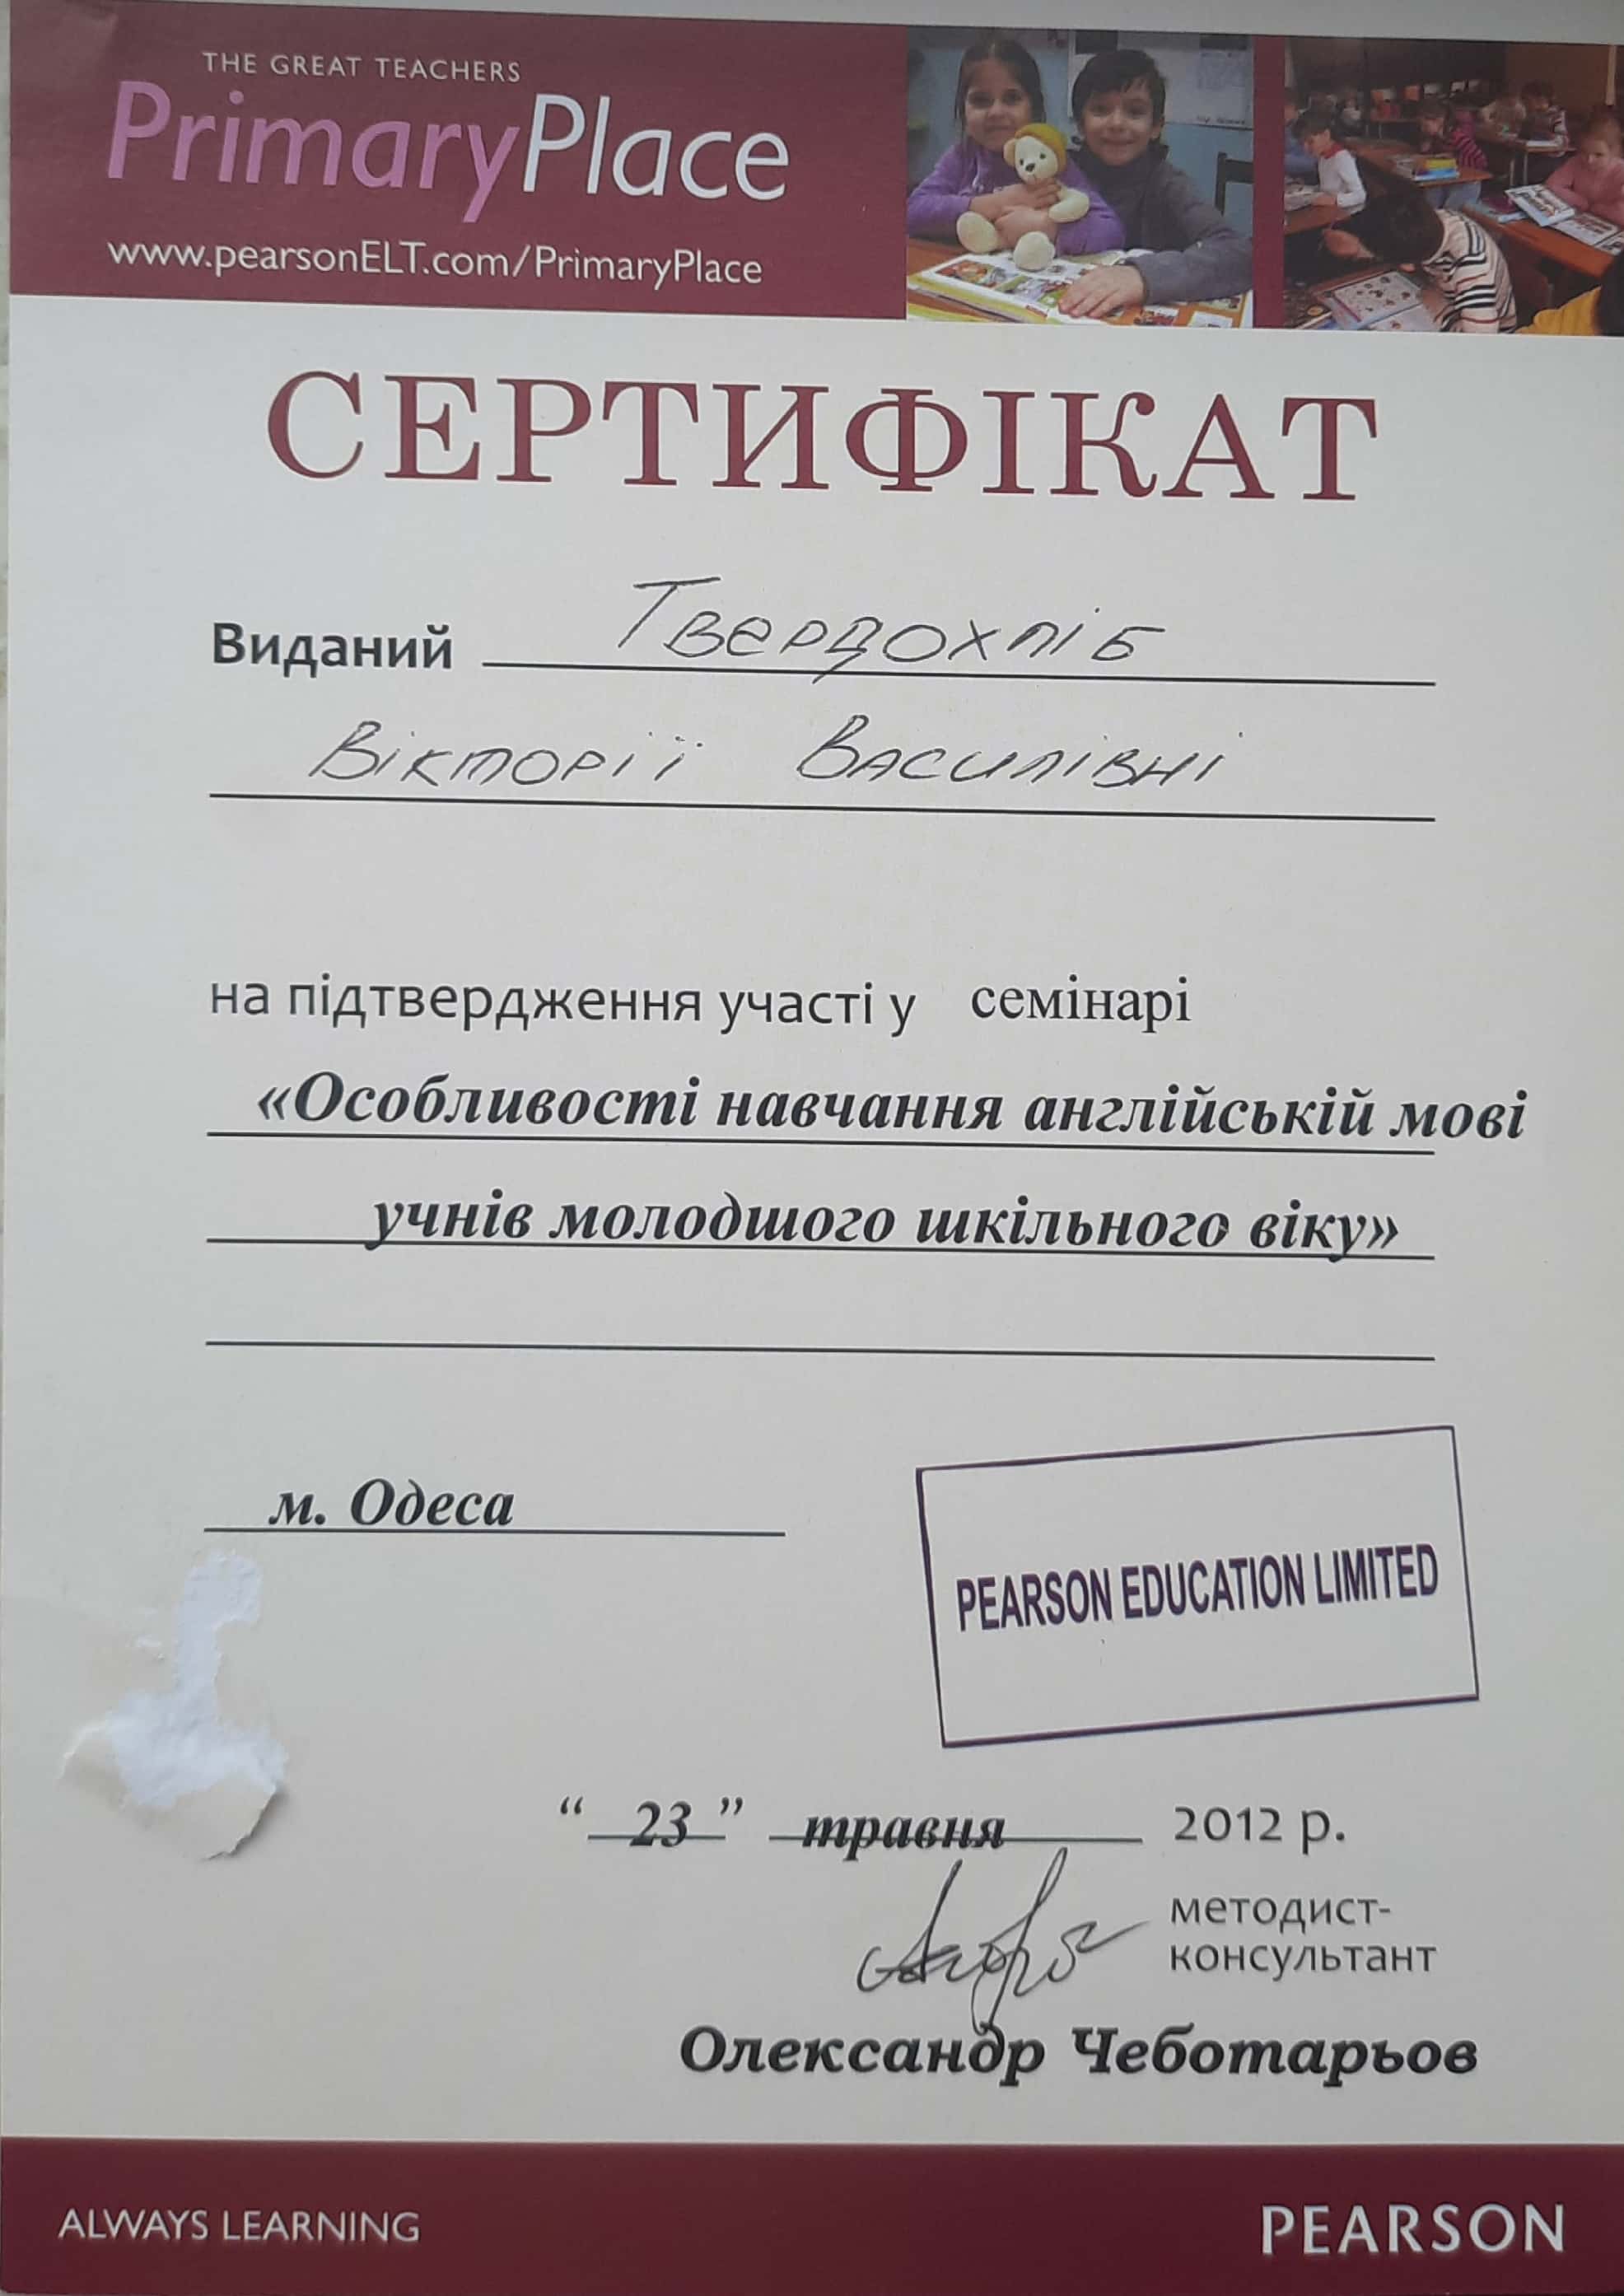 THE GREAT TEACHERS
PrimaryPlace
www.pearsonELT.com/PrimaryPlace
СЕРТИФІКАТ
Виданий Твердохліб
Вікторії Василівні
на підтвердження участі у семінарі
«Особливості навчання англійській мові
учнів молодшого шкільного віку»
м. Одеса
PEARSON EDUCATION LIMITED
“ 23 ” травня 2012 р.
методист-
консультант
Олександр Чеботарьов
ALWAYS LEARNING PEARSON